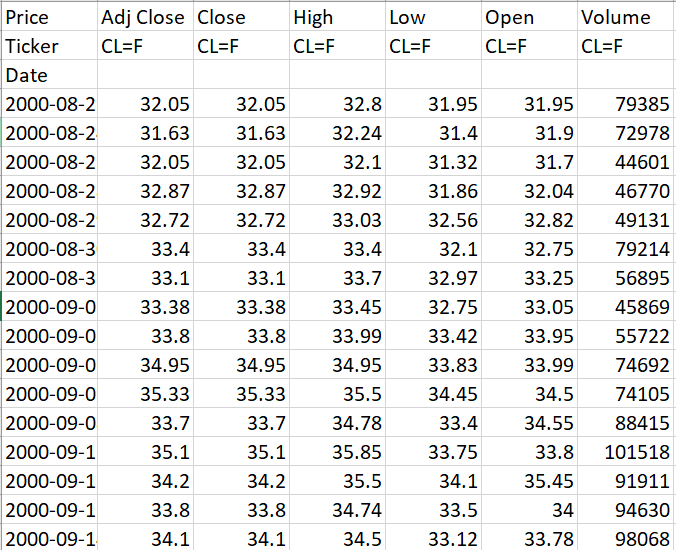 Price Adj Close Close High Low Open Volume
Ticker CL=F CL=F CL=F CL=F CL=F CL=F
Date
2000-08-2 32.05 32.05 32.8 31.95 31.95 79385
2000-08-2 31.63 31.63 32.24 31.4 31.9 72978
2000-08-2 32.05 32.05 32.1 31.32 31.7 44601
2000-08-2 32.87 32.87 32.92 31.86 32.04 46770
2000-08-2 32.72 32.72 33.03 32.56 32.82 49131
2000-08-3 33.4 33.4 33.4 32.1 32.75 79214
2000-08-3 33.1 33.1 33.7 32.97 33.25 56895
2000-09-0 33.38 33.38 33.45 32.75 33.05 45869
2000-09-0 33.8 33.8 33.99 33.42 33.95 55722
2000-09-0 34.95 34.95 34.95 33.83 33.99 74692
2000-09-0 35.33 35.33 35.5 34.45 34.5 74105
2000-09-0 33.7 33.7 34.78 33.4 34.55 88415
2000-09-1 35.1 35.1 35.85 33.75 33.8 101518
2000-09-1 34.2 34.2 35.5 34.1 35.45 91911
2000-09-1 33.8 33.8 34.74 33.5 34 94630
2000-09-1 34.1 34.1 34.5 33.12 33.78 98068